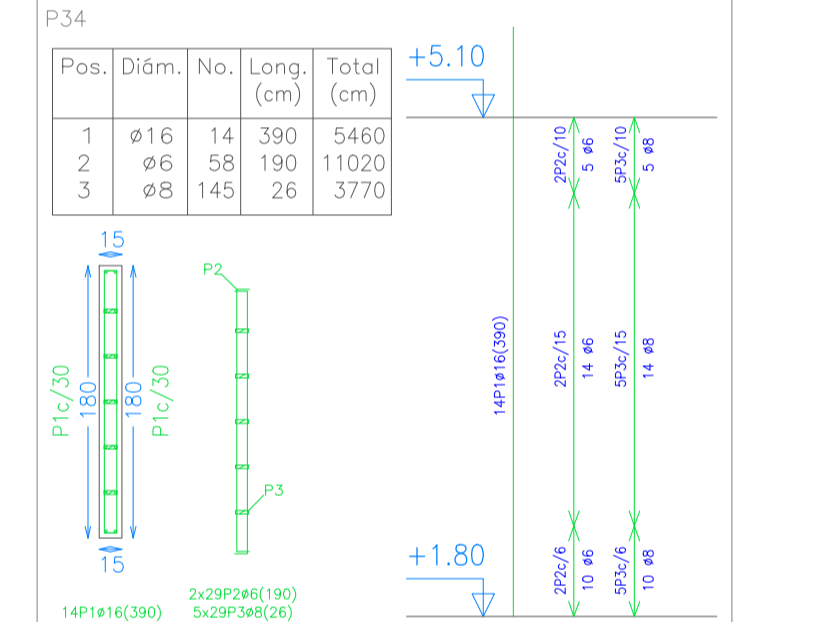 P34
Pos. Diám. No. Long. (cm) Total (cm)
1 ø16 14 390 5460
2 ø6 58 190 11020
3 ø8 145 26 3770
15
P1c/30
180
180
P1c/30
15
14P1ø16(390)
P2
P3
2x29P2ø6(190)
5x29P3ø8(26)
+5.10
+1.80
14P1ø16(390)
2P2c/10
5 ø6
5P3c/10
5 ø8
2P2c/15
14 ø6
5P3c/15
14 ø8
2P2c/6
10 ø6
5P3c/6
10 ø8